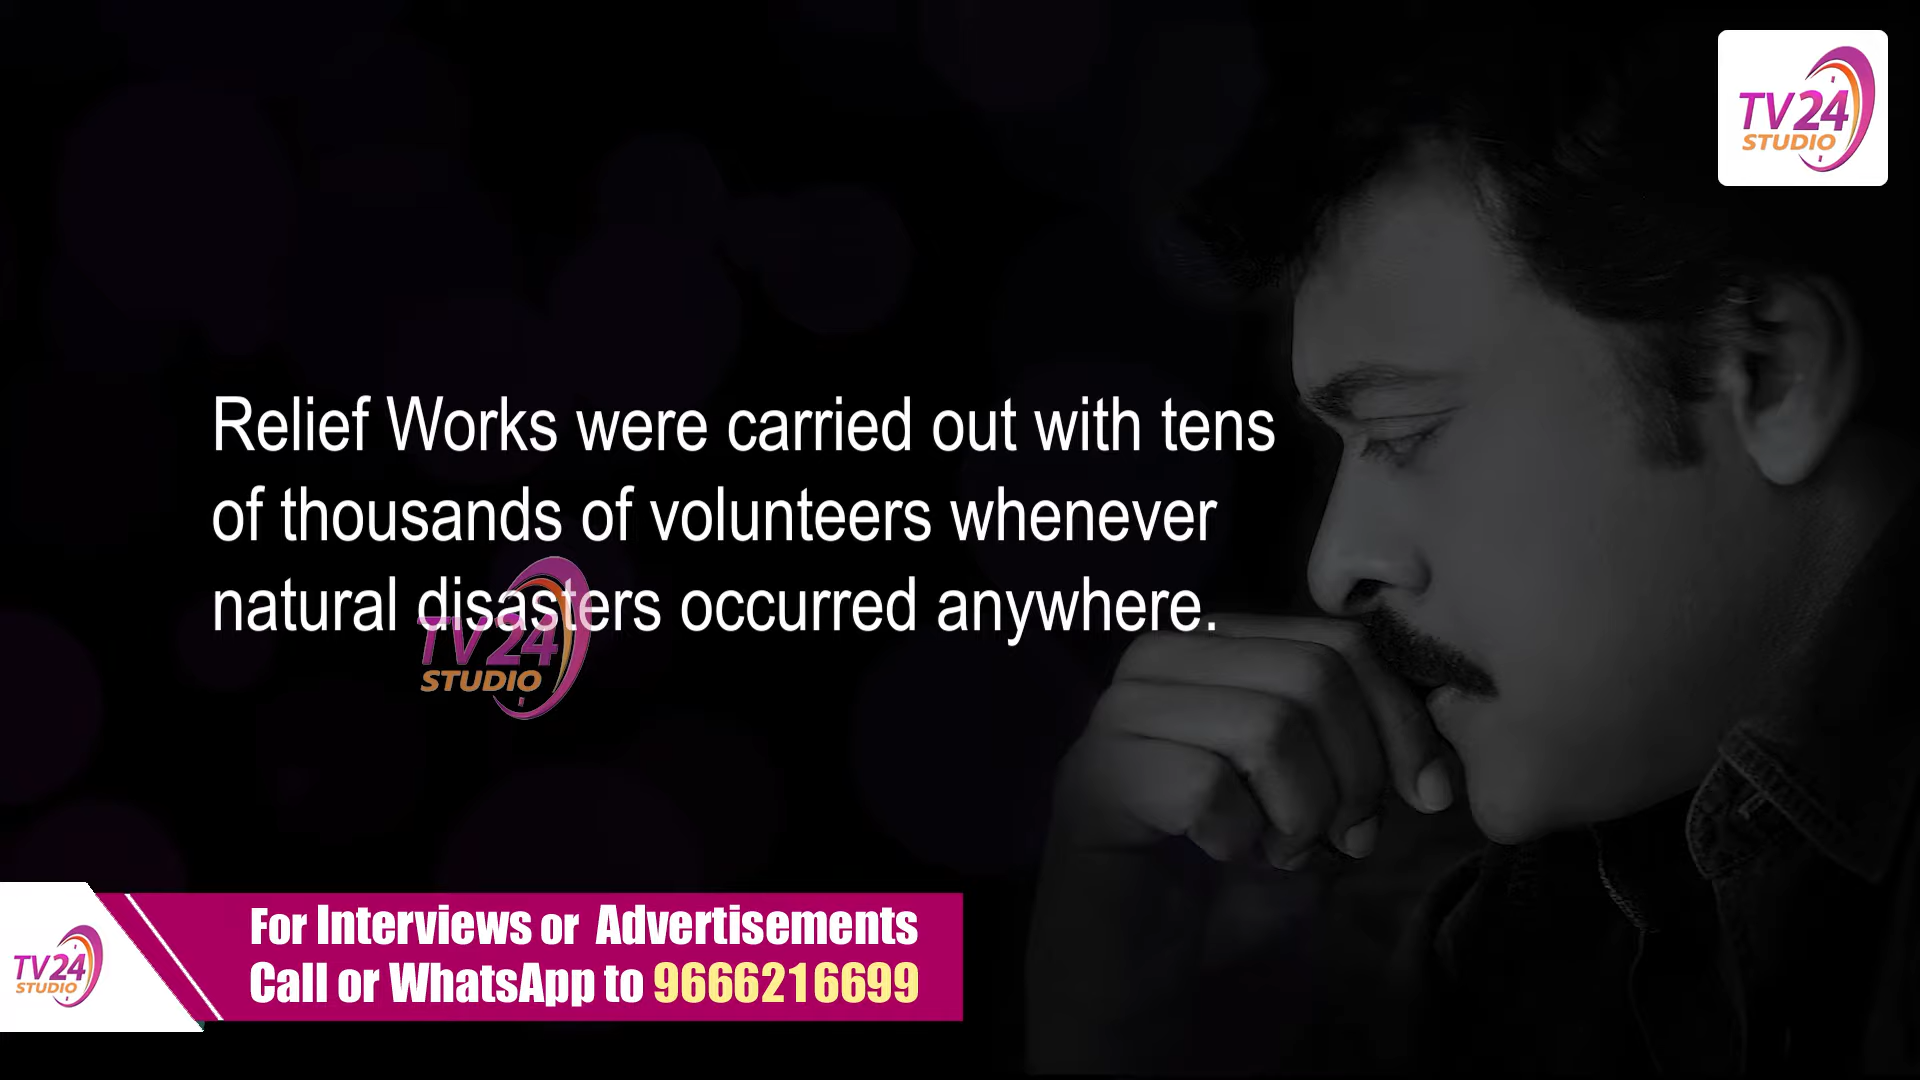 TV24
STUDIO
Relief Works were carried out with tens
of thousands of volunteers whenever
natural disasters occurred anywhere.
TV24
STUDIO
For Interviews or Advertisements
Call or WhatsApp to 9666216699
TV24
STUDIO